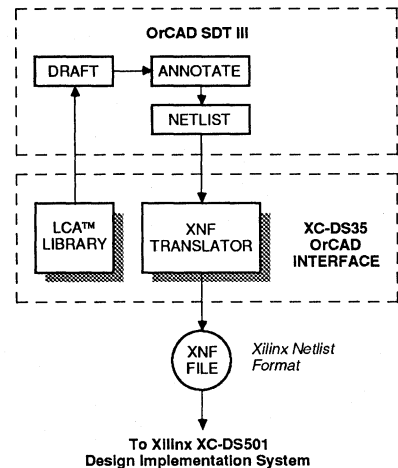 OrCAD SDT III
DRAFT
ANNOTATE
NETLIST
LCA™
LIBRARY
XNF
TRANSLATOR
XC-DS35
OrCAD
INTERFACE
XNF
FILE
Xilinx Netlist
Format
To Xilinx XC-DS501
Design Implementation System